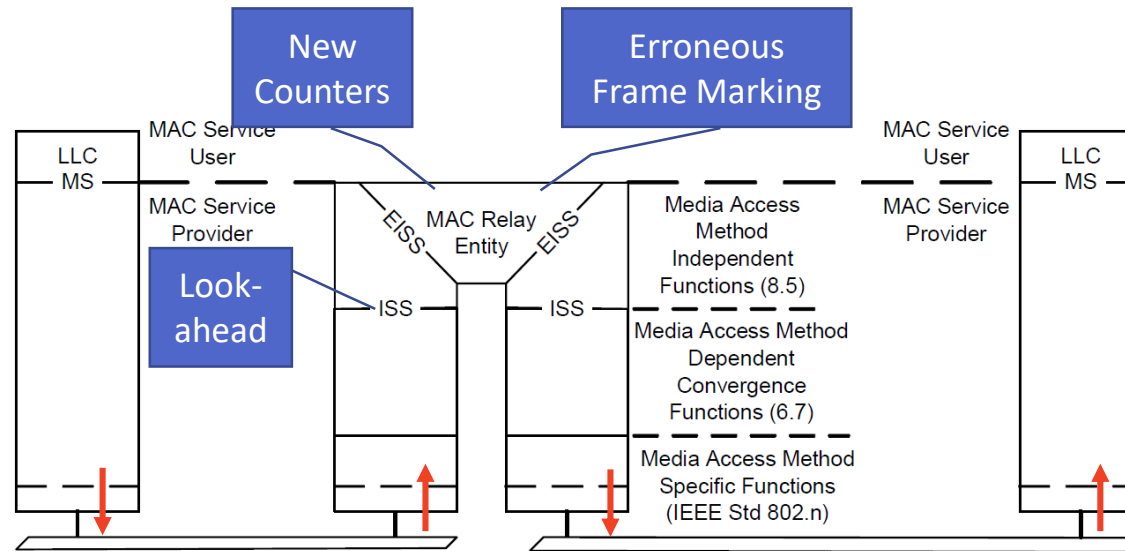 New
Counters
Erroneous
Frame Marking
LLC
MS
MAC Service
User
MAC Service
Provider
Look-
ahead
EISS
MAC Relay
Entity
EISS
ISS
ISS
Media Access
Method
Independent
Functions (8.5)
Media Access Method
Dependent
Convergence
Functions (6.7)
Media Access Method
Specific Functions
(IEEE Std 802.n)
MAC Service
User
MAC Service
Provider
LLC
MS